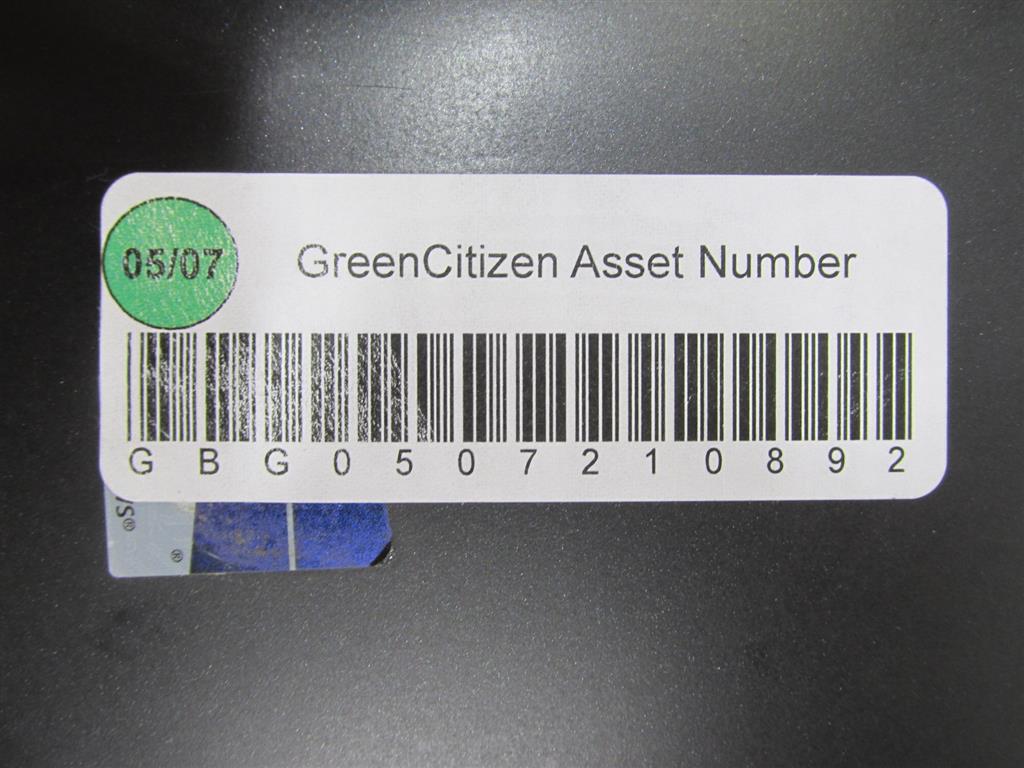 05/07
GreenCitizen Asset Number
G B G 0 5 0 7 2 1 0 8 9 2
S®
®